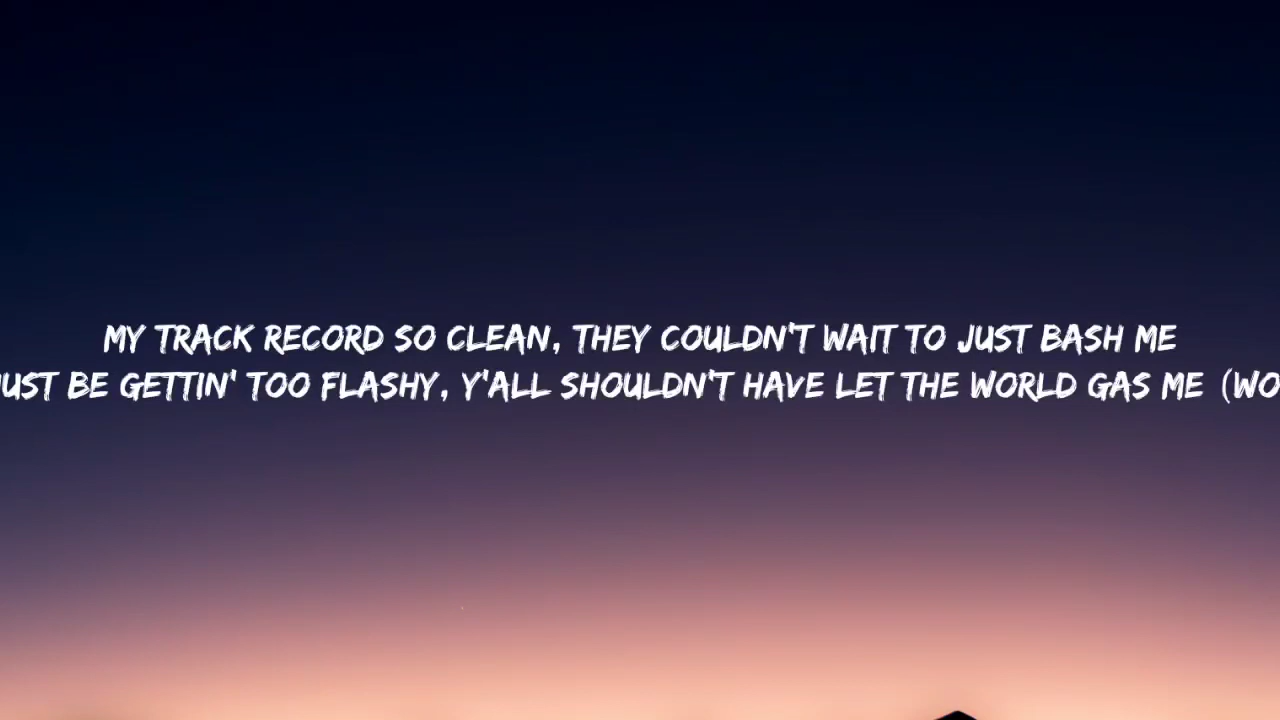 MY TRACK RECORD SO CLEAN, THEY COULDN'T WAIT TO JUST BASH ME
BE GETTIN' TOO FLASHY, Y'ALL SHOULDN'T HAVE LET THE WORLD GAS ME